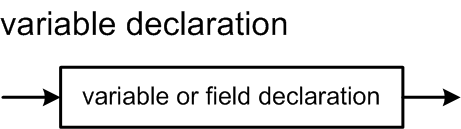 variable declaration
variable or field declaration